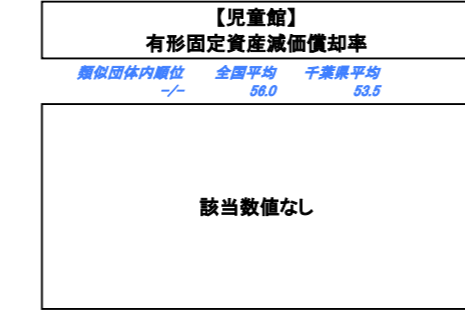 【児童館】
有形固定資産減価償却率
類似団体内順位 全国平均 千葉県平均
-/- 56.0 53.5
該当数値なし